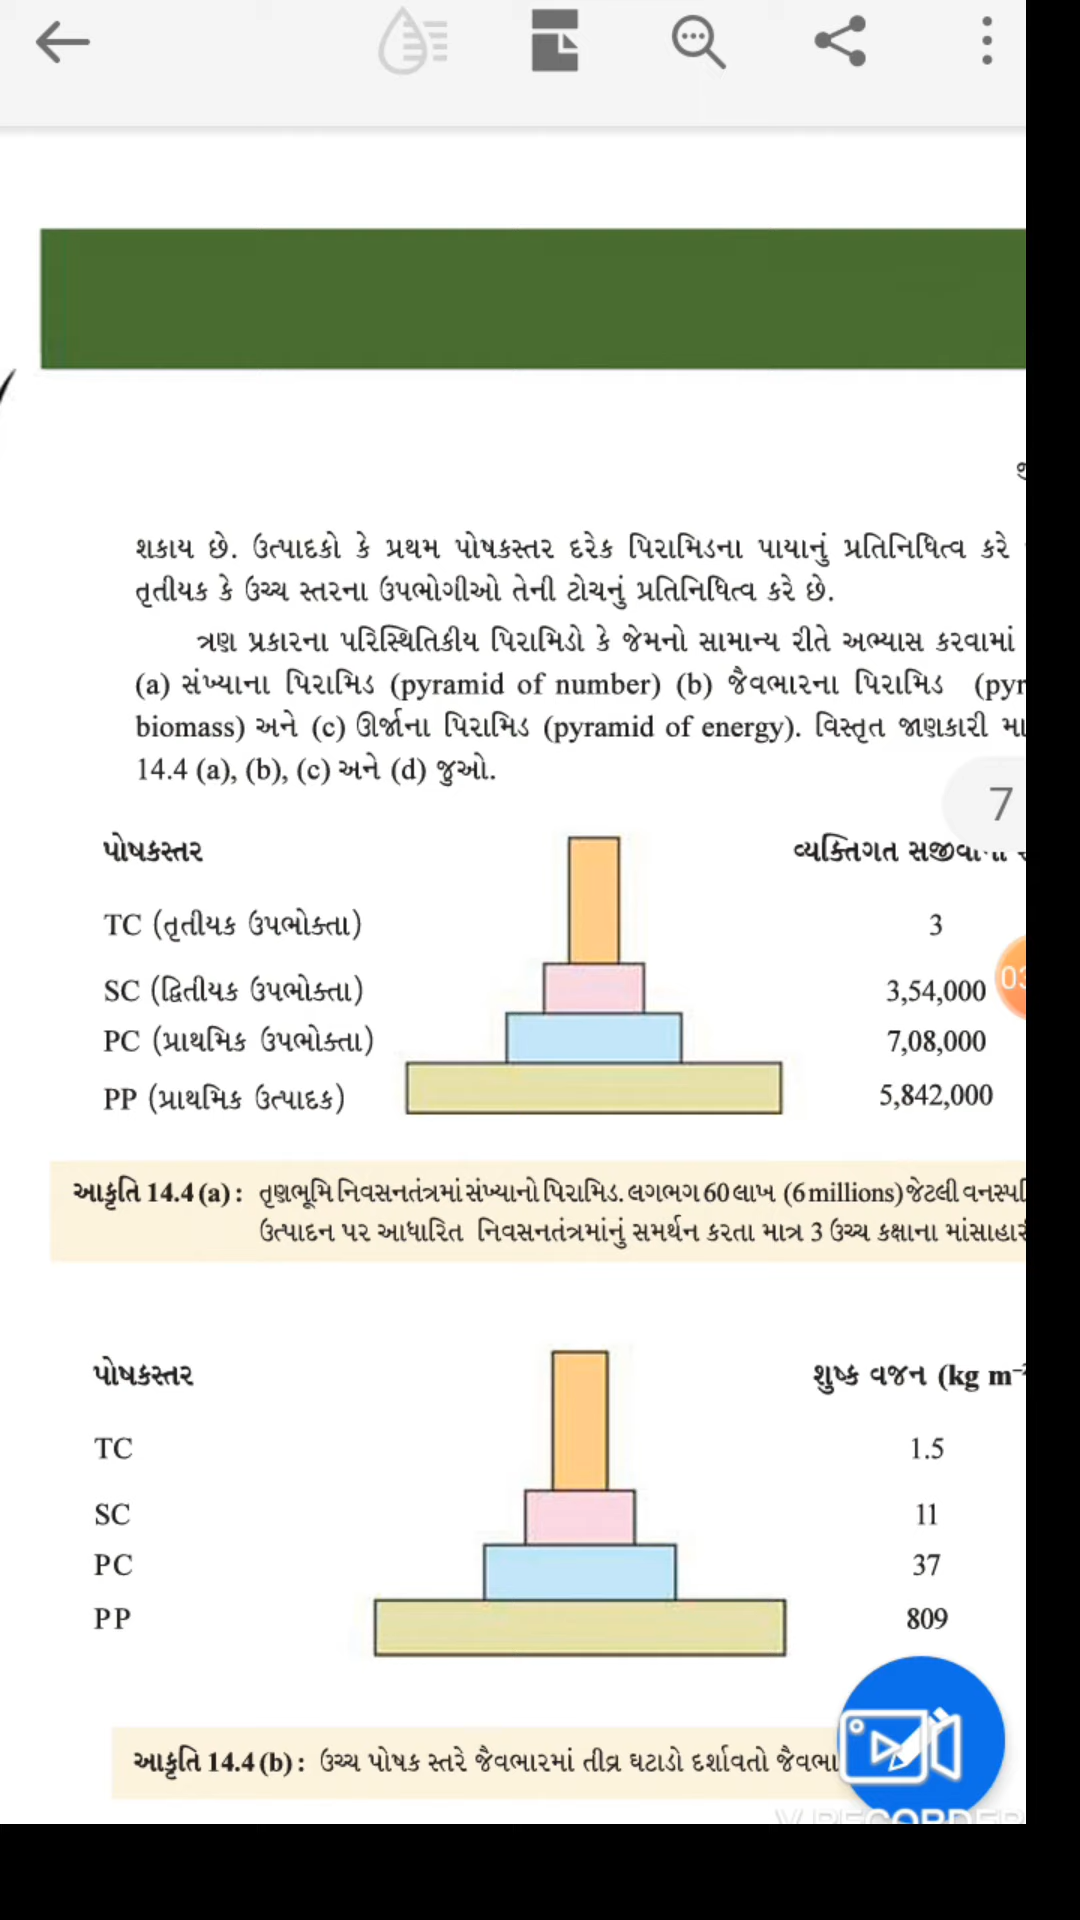 શકાય છે. ઉત્પાદકો કે પ્રથમ પોષકસ્તર દરેક પિરામિડના પાયાનું પ્રતિનિધિત્વ કરે
તૃતીયક કે ઉચ્ચ સ્તરના ઉપભોગીઓ તેની ટોચનું પ્રતિનિધિત્વ કરે છે.
ત્રણ પ્રકારના પરિસ્થિતિકીય પિરામિડો કે જેમનો સામાન્ય રીતે અભ્યાસ કરવામાં
(a) સંખ્યાના પિરામિડ (pyramid of number) (b) જૈવભારના પિરામિડ
biomass) અને (c) ઊર્જાના પિરામિડ (pyramid of energy). વિસ્તૃત જાણકારી
14.4 (a), (b), (c) અને (d) જુઓ.
7
પોષકસ્તર વ્યક્તિગત
TC (તૃતીયક ઉપભોક્તા) 3
03
SC (દ્વિતીયક ઉપભોક્તા) 3,54,000
PC (પ્રાથમિક ઉપભોક્તા) 7,08,000
PP (પ્રાથમિક ઉત્પાદક) 5,842,000
આકૃતિ 14.4 (a) : તૃણભૂમિ નિવસનતંત્રમાં સંખ્યાનો પિરામિડ. લગભગ 60 લાખ (6 millions) જેટલી
ઉત્પાદન પર આધારિત નિવસનતંત્રમાંનું સમર્થન કરતા માત્ર 3 ઉચ્ચ કક્ષાના
પોષકસ્તર શુષ્ક વજન (kg m⁻²
TC 1.5
SC 11
PC 37
PP 809
આકૃતિ 14.4 (b) : ઉચ્ચ પોષક સ્તરે જૈવભારમાં તીવ્ર ઘટાડો દર્શાવતો
V RECORDER